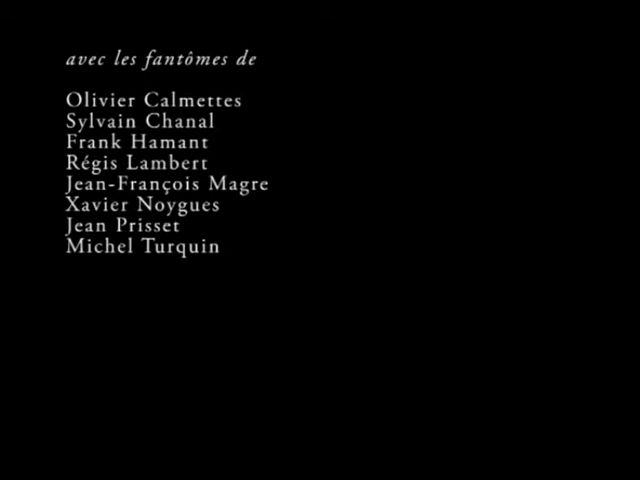 avec les fantômes de
Olivier Calmettes
Sylvain Chanal
Frank Hamant
Régis Lambert
Jean-François Magre
Xavier Noygues
Jean Prisset
Michel Turquin